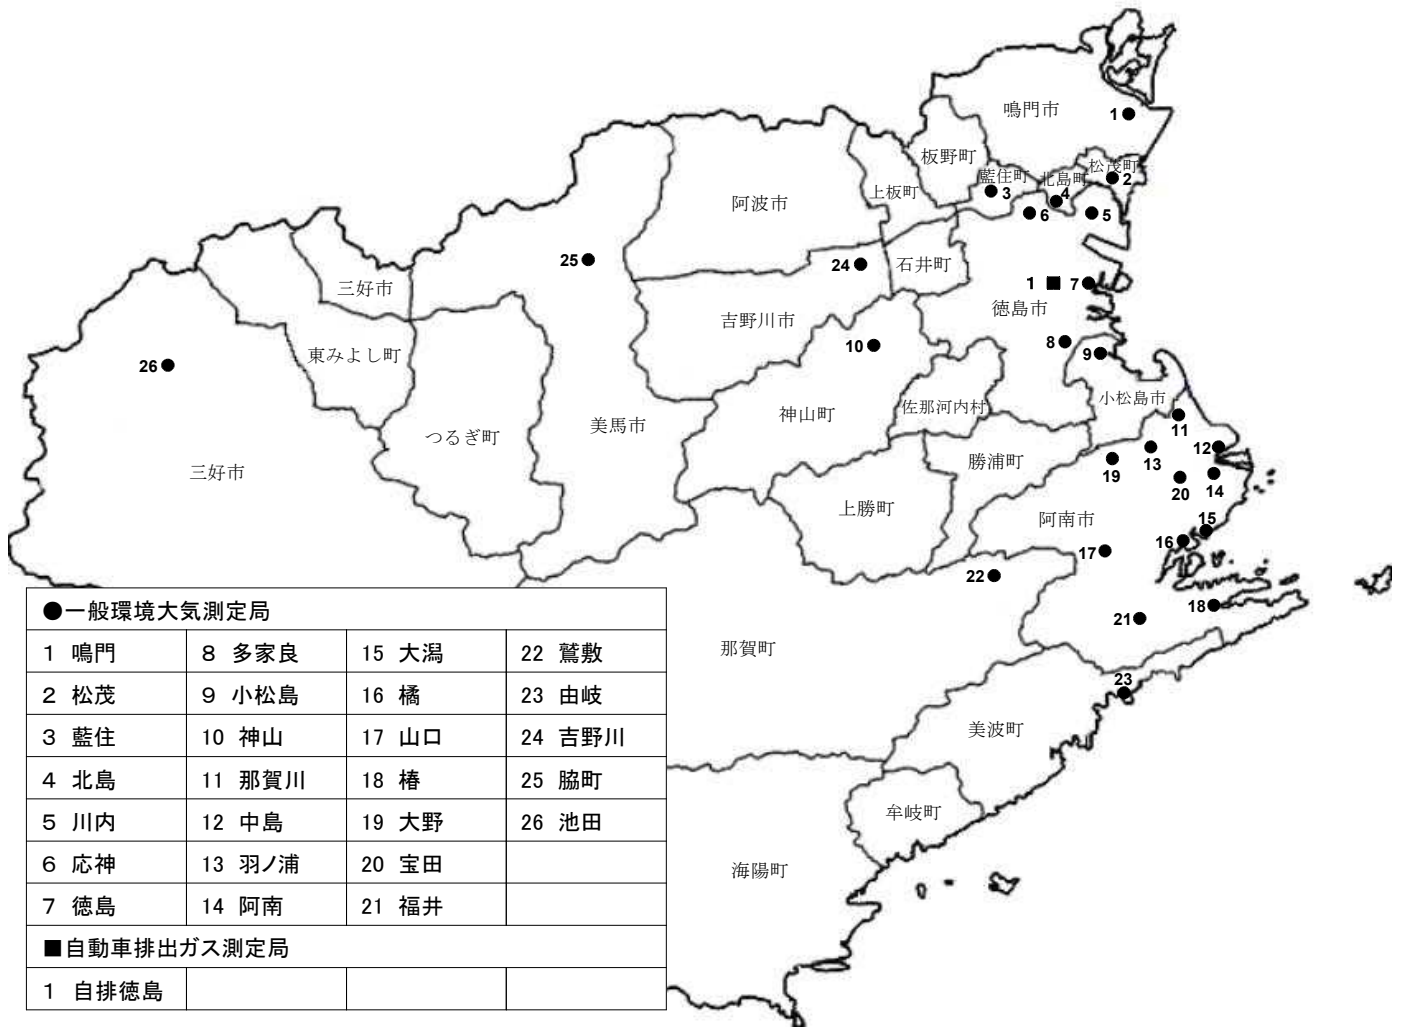 鳴門市
1
板野町
松茂町
藍住町
北島町
2
上板町
3
4
阿波市
6
5
25
24
石井町
三好市
1
7
徳島市
吉野川市
東みよし町
10
8
9
26
神山町
佐那河内村
小松島市
つるぎ町
美馬市
11
三好市
勝浦町
13
12
19
20
14
上勝町
阿南市
15
16
17
22
18
21
那賀町
23
美波町
牟岐町
海陽町
●一般環境大気測定局
1 鳴門 8 多家良 15 大潟 22 鷲敷
2 松茂 9 小松島 16 橘 23 由岐
3 藍住 10 神山 17 山口 24 吉野川
4 北島 11 那賀川 18 椿 25 脇町
5 川内 12 中島 19 大野 26 池田
6 応神 13 羽ノ浦 20 宝田
7 徳島 14 阿南 21 福井
■自動車排出ガス測定局
1 自排徳島